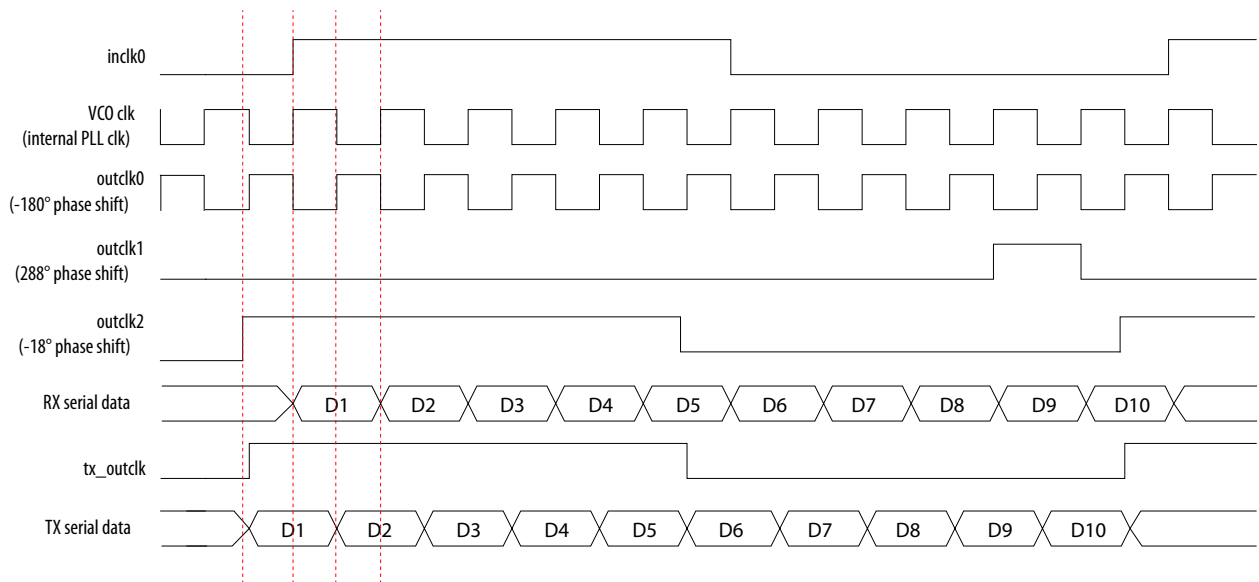 inclk0
VCO clk
(internal PLL clk)
outclk0
(-180° phase shift)
outclk1
(288° phase shift)
outclk2
(-18° phase shift)
RX serial data
D1 D2 D3 D4 D5 D6 D7 D8 D9 D10
tx_outclk
TX serial data
D1 D2 D3 D4 D5 D6 D7 D8 D9 D10